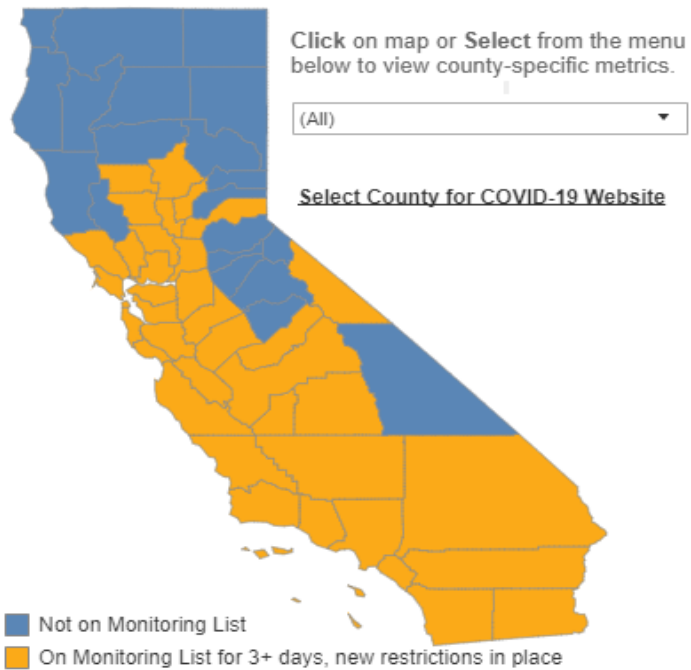 Click on map or Select from the menu
below to view county-specific metrics.
(All)
Select County for COVID-19 Website
Not on Monitoring List
On Monitoring List for 3+ days, new restrictions in place